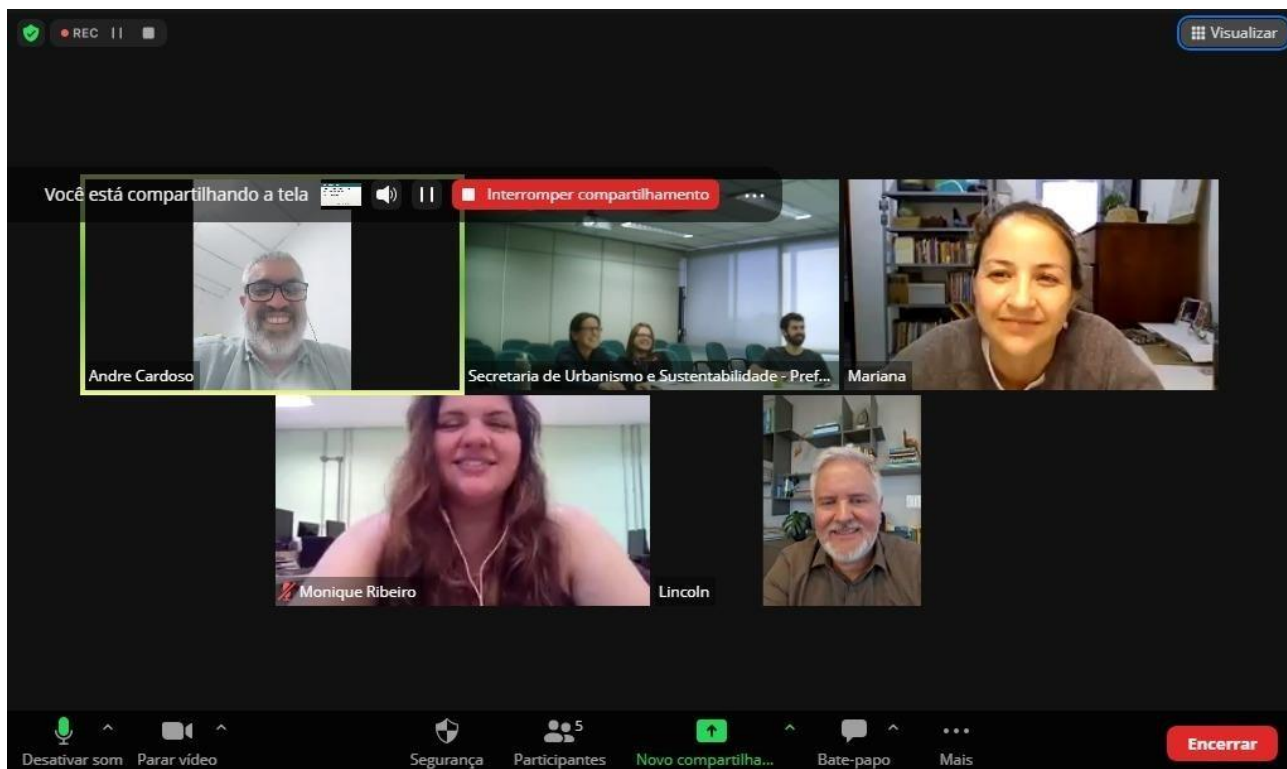 REC
Visualizar
Você está compartilhando a tela
Interromper compartilhamento
Andre Cardoso
Secretaria de Urbanismo e Sustentabilidade - Pref...
Mariana
Monique Ribeiro
Lincoln
5
Desativar som
Parar vídeo
Segurança
Participantes
Novo compartilha...
Bate-papo
Mais
Encerrar